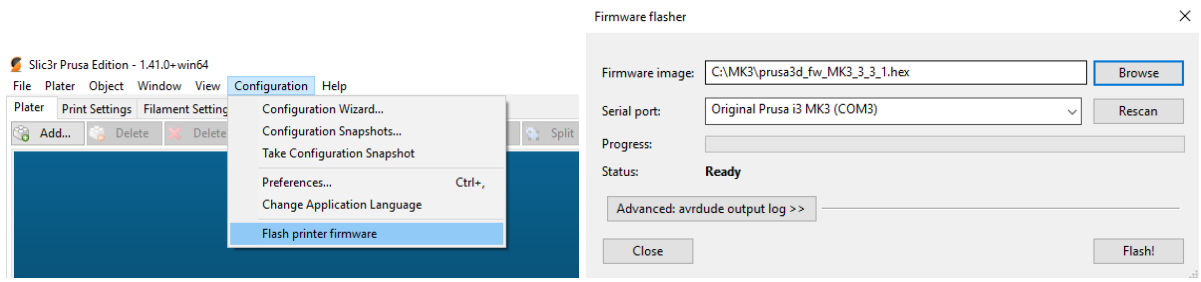 Slic3r Prusa Edition - 1.41.0+win64
File Plater Object Window View Configuration Help
Plater Print Settings Filament Setting
Add... Delete Delete Split
Configuration Wizard...
Configuration Snapshots...
Take Configuration Snapshot
Preferences... Ctrl+,
Change Application Language
Flash printer firmware
Firmware flasher
Firmware image: C:\MK3\prusa3d_fw_MK3_3_3_1.hex Browse
Serial port: Original Prusa i3 MK3 (COM3) Rescan
Progress:
Status: Ready
Advanced: avrdude output log >>
Close Flash!